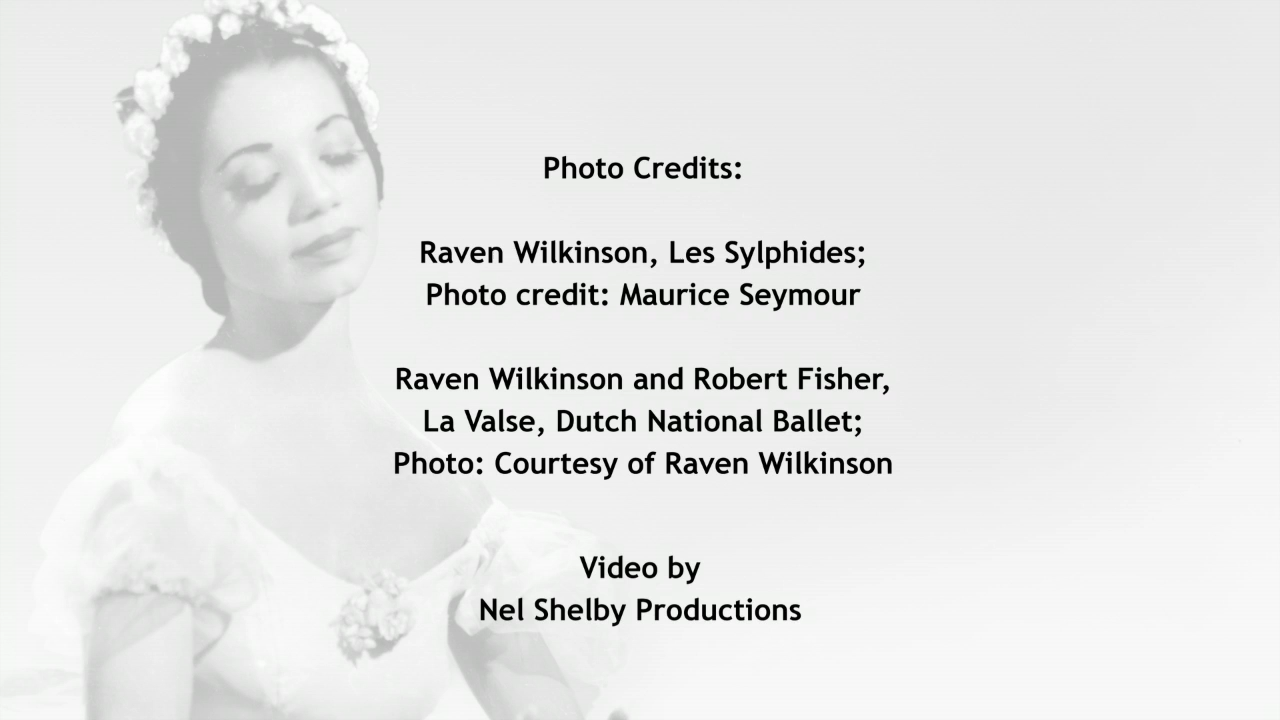 Photo Credits:
Raven Wilkinson, Les Sylphides;
Photo credit: Maurice Seymour
Raven Wilkinson and Robert Fisher,
La Valse, Dutch National Ballet;
Photo: Courtesy of Raven Wilkinson
Video by
Nel Shelby Productions